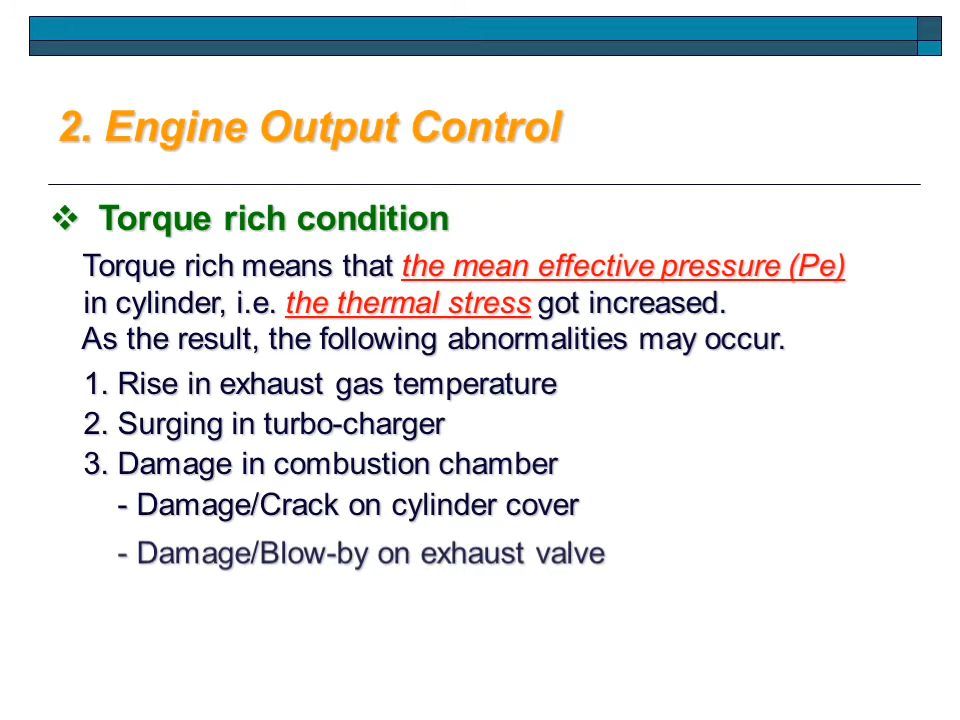 2. Engine Output Control
❖ Torque rich condition
Torque rich means that the mean effective pressure (Pe)
in cylinder, i.e. the thermal stress got increased.
As the result, the following abnormalities may occur.
1. Rise in exhaust gas temperature
2. Surging in turbo-charger
3. Damage in combustion chamber
- Damage/Crack on cylinder cover
- Damage/Blow-by on exhaust valve